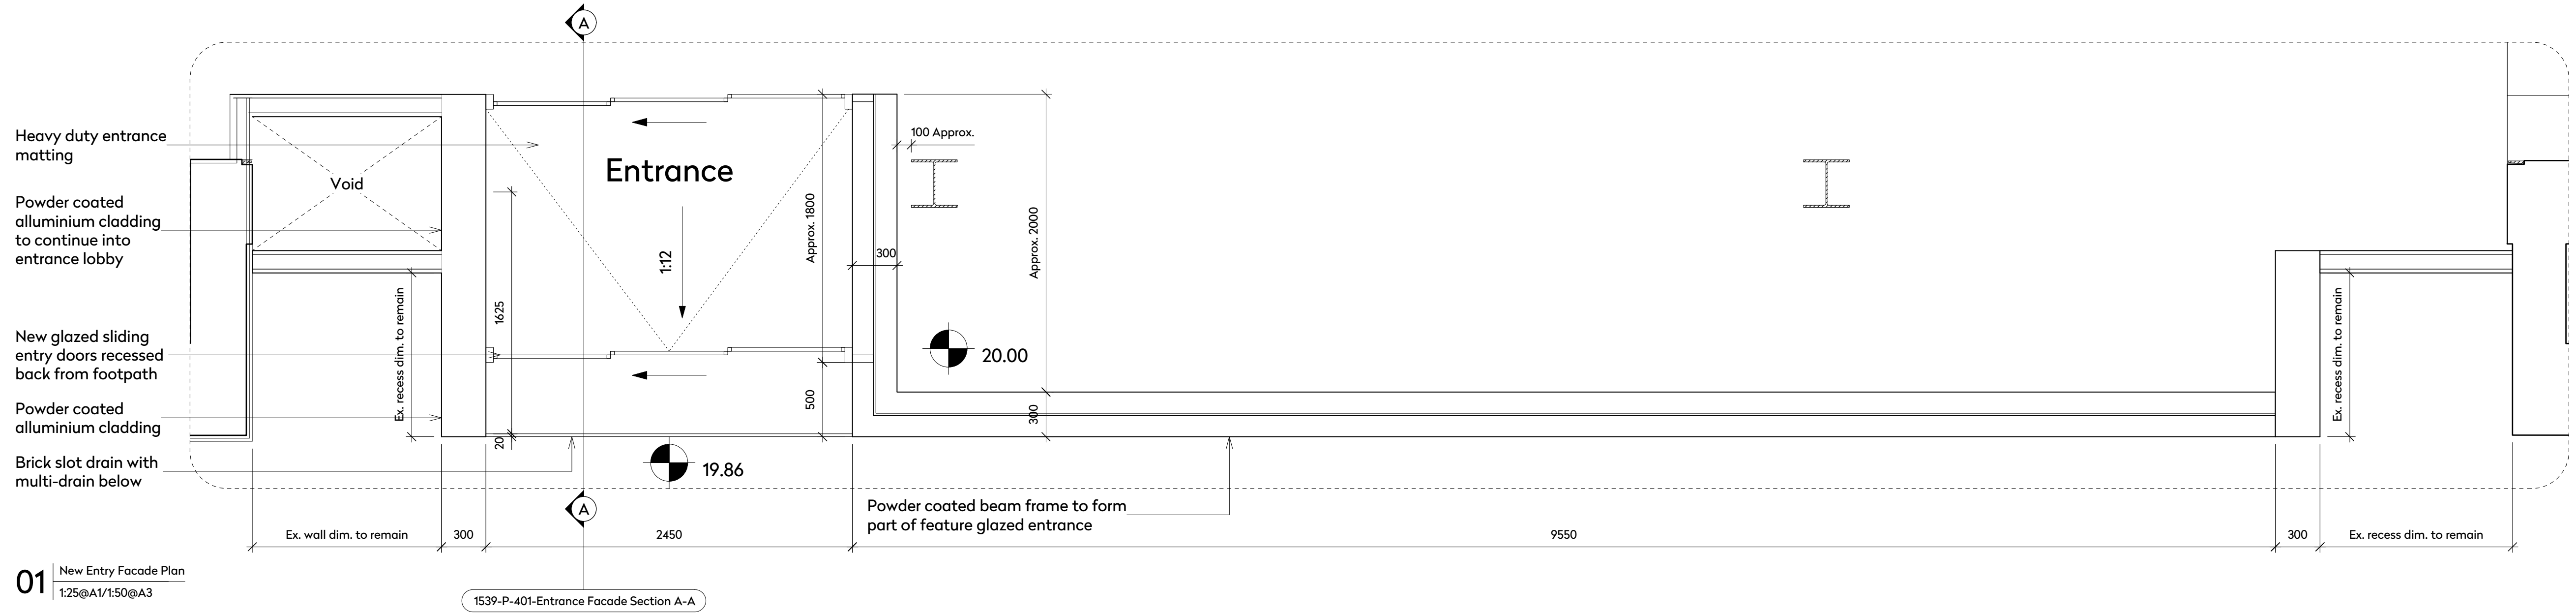 A
Heavy duty entrance
matting
Powder coated
alluminium cladding
to continue into
entrance lobby
New glazed sliding
entry doors recessed
back from footpath
Powder coated
alluminium cladding
Brick slot drain with
multi-drain below
Void
Ex. recess dim. to remain
1625
20
Entrance
1:12
Approx. 1800
500
300
100 Approx.
Approx. 2000
300
20.00
19.86
Ex. recess dim. to remain
Powder coated beam frame to form
part of feature glazed entrance
A
Ex. wall dim. to remain
300
2450
9550
300
Ex. recess dim. to remain
01
New Entry Facade Plan
1:25@A1/1:50@A3
1539-P-401-Entrance Facade Section A-A